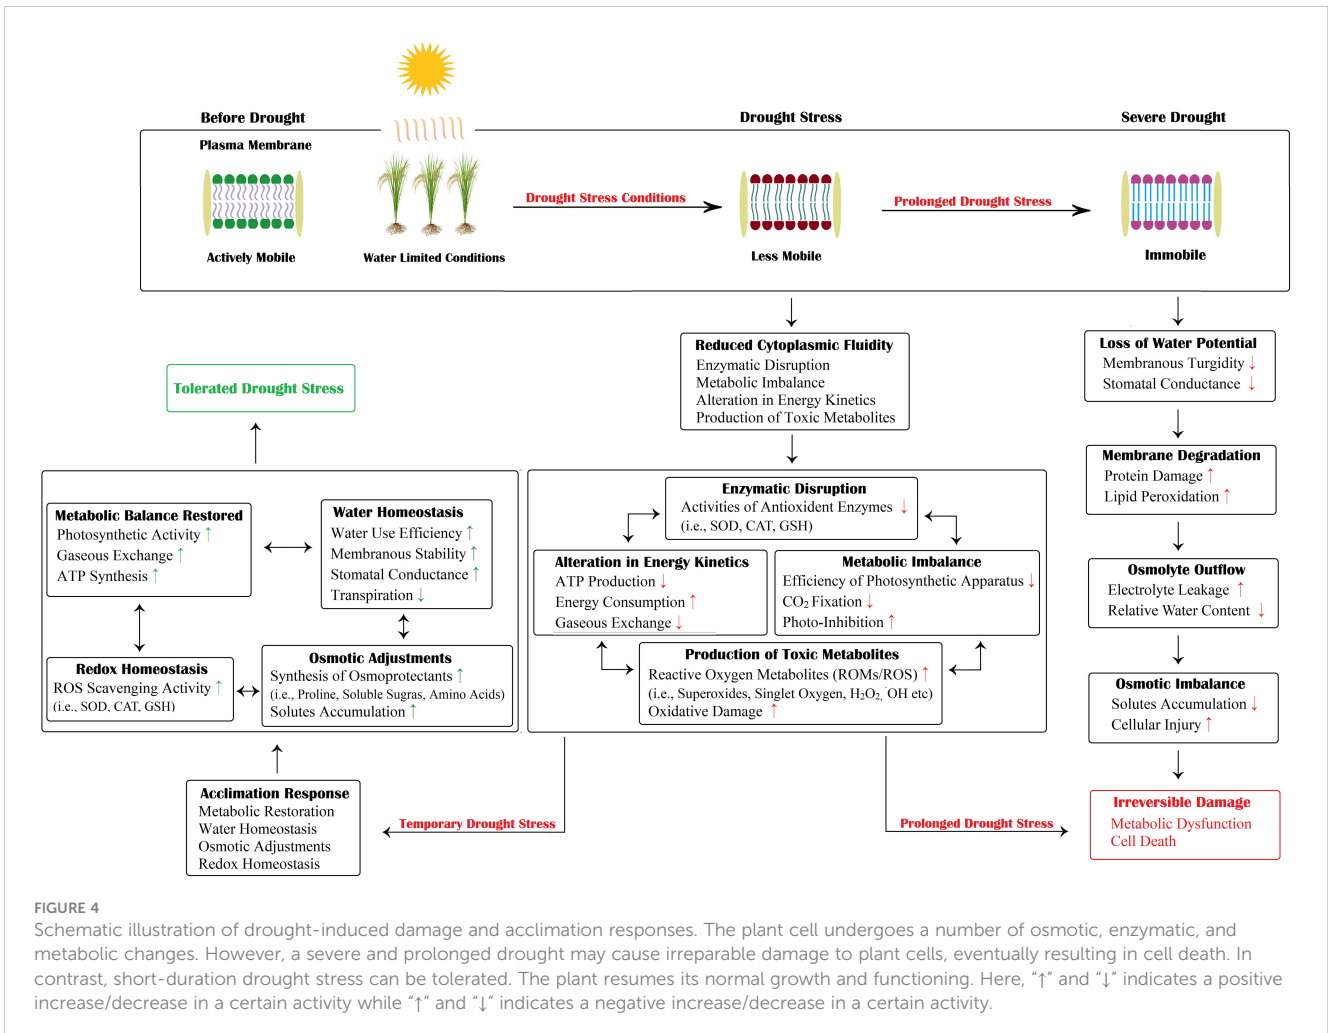 Before Drought
Drought Stress
Severe Drought
Plasma Membrane
Actively Mobile
Water Limited Conditions
Drought Stress Conditions
Less Mobile
Prolonged Drought Stress
Immobile
Reduced Cytoplasmic Fluidity
Enzymatic Disruption
Metabolic Imbalance
Alteration in Energy Kinetics
Production of Toxic Metabolites
Loss of Water Potential
Membranous Turgidity ↓
Stomatal Conductance ↓
Tolerated Drought Stress
Membrane Degradation
Protein Damage ↑
Lipid Peroxidation ↑
Metabolic Balance Restored
Photosynthetic Activity ↑
Gaseous Exchange ↑
ATP Synthesis ↑
Water Homeostasis
Water Use Efficiency ↑
Membranous Stability ↑
Stomatal Conductance ↑
Transpiration ↓
Redox Homeostasis
ROS Scavenging Activity ↑
(i.e., SOD, CAT, GSH)
Osmotic Adjustments
Synthesis of Osmoprotectants ↑
(i.e., Proline, Soluble Sugras, Amino Acids)
Solutes Accumulation ↑
Enzymatic Disruption
Activities of Antioxident Enzymes ↓
(i.e., SOD, CAT, GSH)
Alteration in Energy Kinetics
ATP Production ↓
Energy Consumption ↑
Gaseous Exchange ↓
Metabolic Imbalance
Efficiency of Photosynthetic Apparatus ↓
CO₂ Fixation ↓
Photo-Inhibition ↑
Production of Toxic Metabolites
Reactive Oxygen Metabolites (ROMs/ROS) ↑
(i.e., Superoxides, Singlet Oxygen, H₂O₂, ˙OH etc)
Oxidative Damage ↑
Osmolyte Outflow
Electrolyte Leakage ↑
Relative Water Content ↓
Osmotic Imbalance
Solutes Accumulation ↓
Cellular Injury ↑
Acclimation Response
Metabolic Restoration
Water Homeostasis
Osmotic Adjustments
Redox Homeostasis
Temporary Drought Stress
Prolonged Drought Stress
Irreversible Damage
Metabolic Dysfunction
Cell Death
FIGURE 4
Schematic illustration of drought-induced damage and acclimation responses. The plant cell undergoes a number of osmotic, enzymatic, and
metabolic changes. However, a severe and prolonged drought may cause irreparable damage to plant cells, eventually resulting in cell death. In
contrast, short-duration drought stress can be tolerated. The plant resumes its normal growth and functioning. Here, “↑” and “↓” indicates a positive
increase/decrease in a certain activity while “↑” and “↓” indicates a negative increase/decrease in a certain activity.